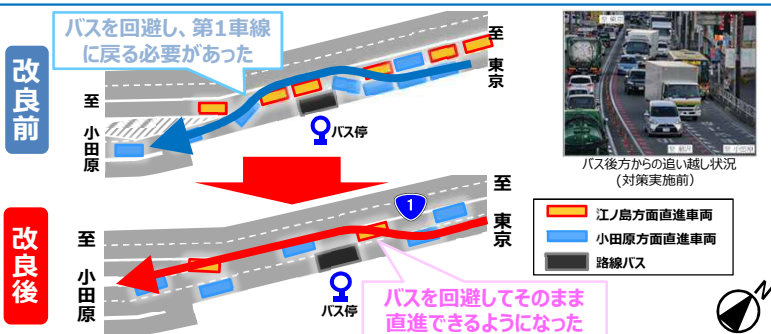 バスを回避し、第1車線
に戻る必要があった
改良前
至 東京
至 小田原
バス停
バス後方からの追い越し状況
(対策実施前)
1
江ノ島方面直進車両
小田原方面直進車両
路線バス
改良後
至 東京
至 小田原
バス停
バスを回避してそのまま
直進できるようになった
N